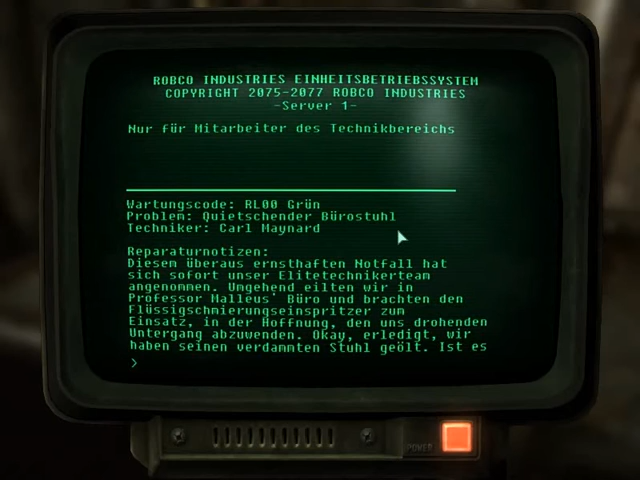 ROBCO INDUSTRIES EINHEITSBETRIEBSSYSTEM
COPYRIGHT 2075-2077 ROBCO INDUSTRIES
-Server 1-
Nur für Mitarbeiter des Technikbereichs
Wartungscode: RL00 Grün
Problem: Quietschender Bürostuhl
Techniker: Carl Maynard
Reparaturnotizen:
Diesem überaus ernsthaften Notfall hat
sich sofort unser Elitetechnikerteam
angenommen. Umgehend eilten wir in
Professor Malleus' Büro und brachten den
Flüssigschmierungseinspritzer zum
Einsatz, in der Hoffnung, den uns drohenden
Untergang abzuwenden. Okay, erledigt, wir
haben seinen verdammten Stuhl geölt. Ist es
>
POWER